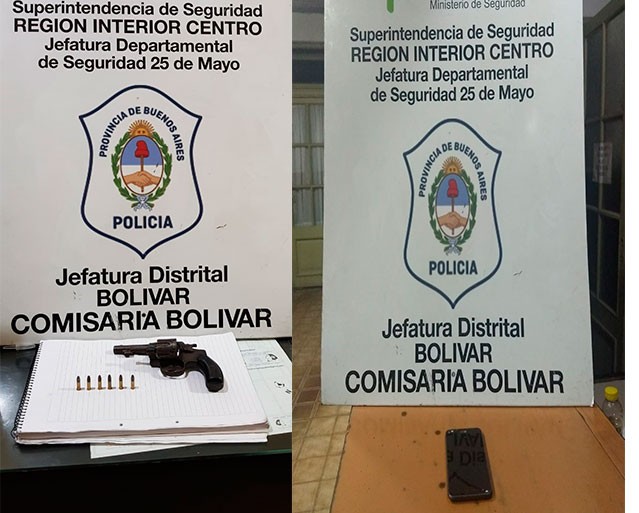 Superintendencia de Seguridad
REGION INTERIOR CENTRO
Jefatura Departamental
de Seguridad 25 de Mayo
PROVINCIA DE BUENOS AIRES
POLICIA
Jefatura Distrital
BOLIVAR
COMISARIA BOLIVAR
Ministerio de Seguridad
Superintendencia de Seguridad
REGION INTERIOR CENTRO
Jefatura Departamental
de Seguridad 25 de Mayo
PROVINCIA DE BUENOS AIRES
POLICIA
Jefatura Distrital
BOLIVAR
COMISARIA BOLIVAR